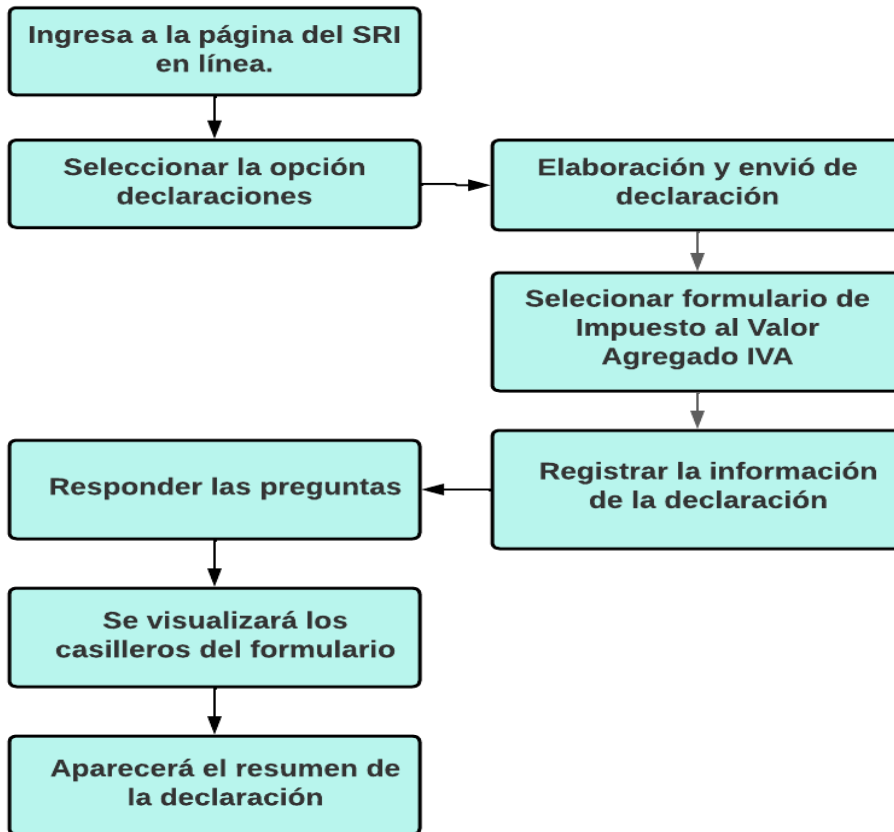 Ingresa a la página del SRI
en línea.
Seleccionar la opción
declaraciones
Elaboración y envió de
declaración
Selecionar formulario de
Impuesto al Valor
Agregado IVA
Registrar la información
de la declaración
Responder las preguntas
Se visualizará los
casilleros del formulario
Aparecerá el resumen de
la declaración